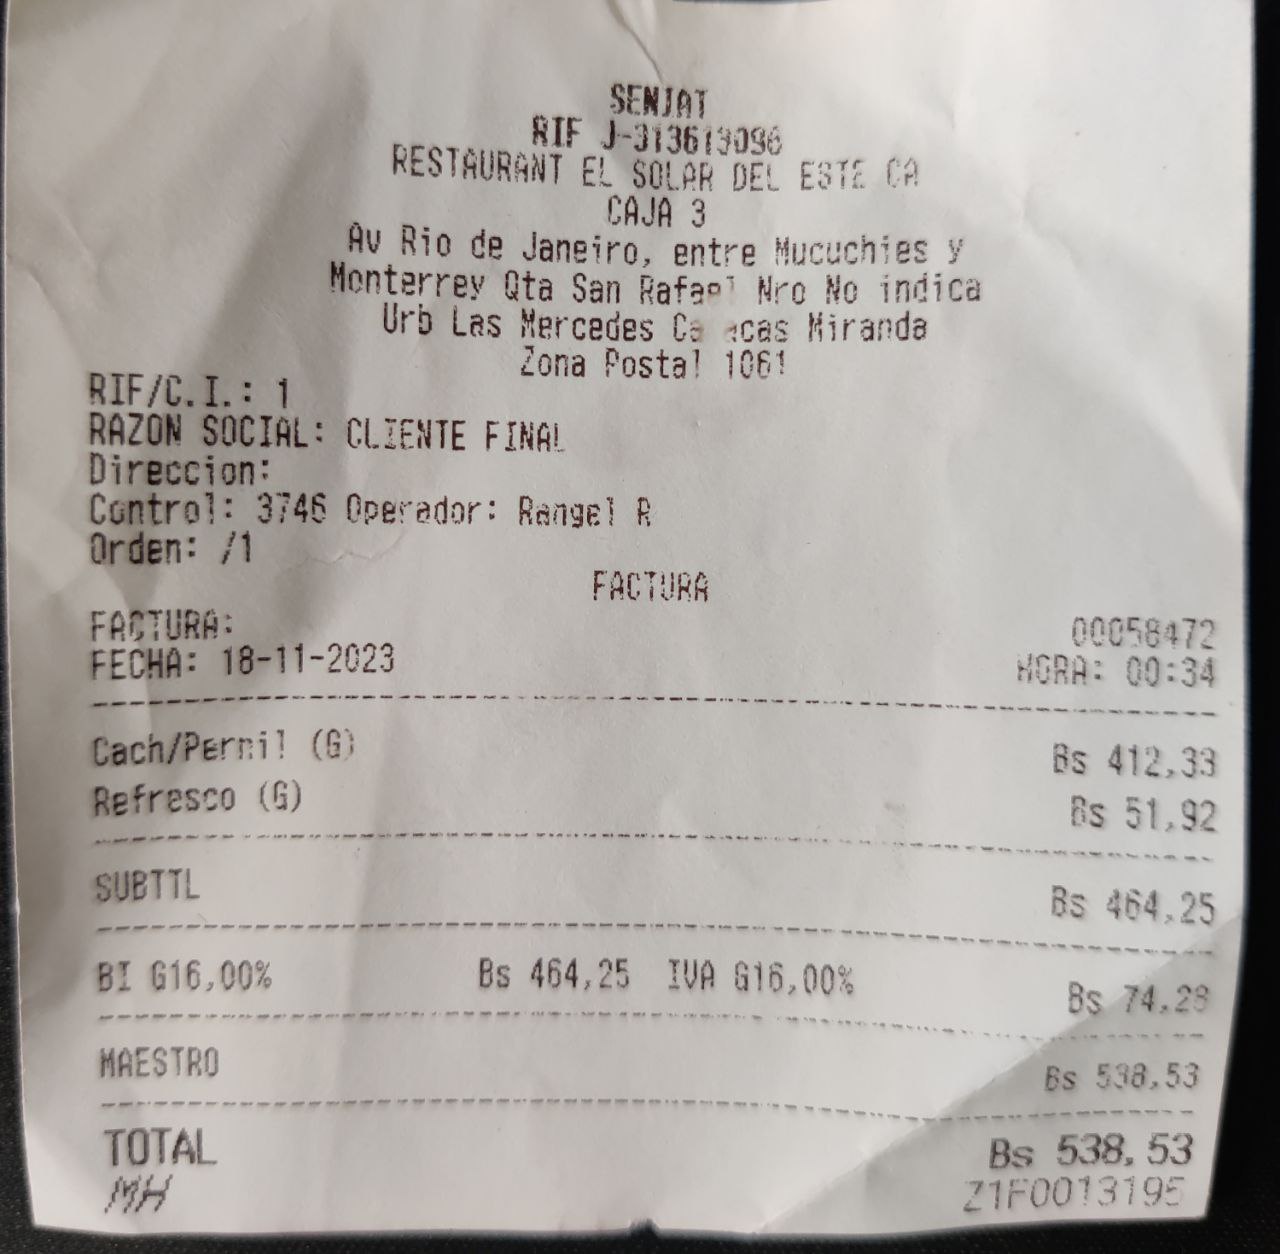 SENIAT
RIF J-313613096
RESTAURANT EL SOLAR DEL ESTE CA
CAJA 3
Av Rio de Janeiro, entre Mucuchies y
Monterrey Qta San Rafael Nro No indica
Urb Las Mercedes Caracas Miranda
Zona Postal 1061
RIF/C.I.: 1
RAZON SOCIAL: CLIENTE FINAL
Direccion:
Control: 3746 Operador: Rangel R
Orden: /1
FACTURA
FACTURA: 00058472
FECHA: 18-11-2023 HORA: 00:34
Cach/Pernil (G) Bs 412,33
Refresco (G) Bs 51,92
SUBTTL Bs 464,25
BI G16,00% Bs 464,25 IVA G16,00% Bs 74,28
MAESTRO Bs 538,53
TOTAL Bs 538,53
MH Z1F0013195